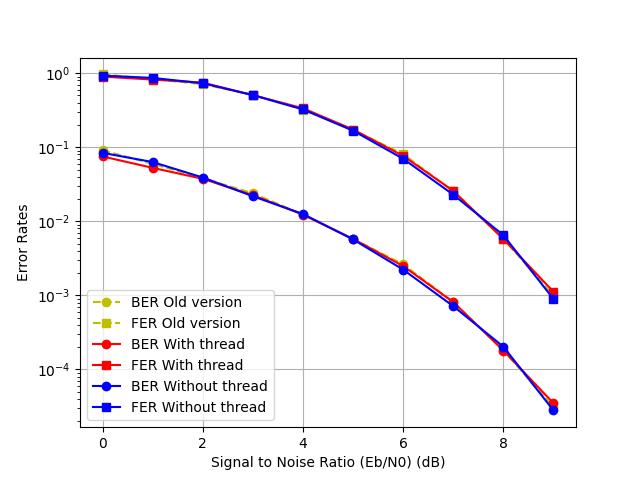 10⁰
10⁻¹
10⁻²
10⁻³
10⁻⁴
Error Rates
BER Old version
FER Old version
BER With thread
FER With thread
BER Without thread
FER Without thread
0 2 4 6 8
Signal to Noise Ratio (Eb/N0) (dB)